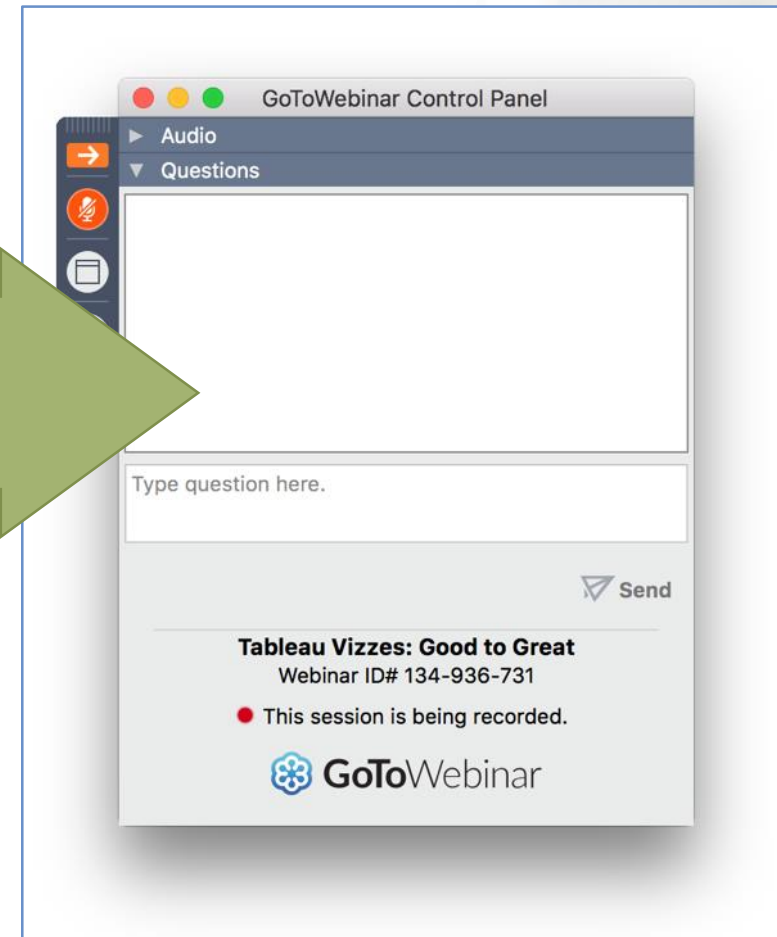 GoToWebinar Control Panel
Audio
Questions
Type question here.
Send
Tableau Vizzes: Good to Great
Webinar ID# 134-936-731
This session is being recorded.
GoToWebinar